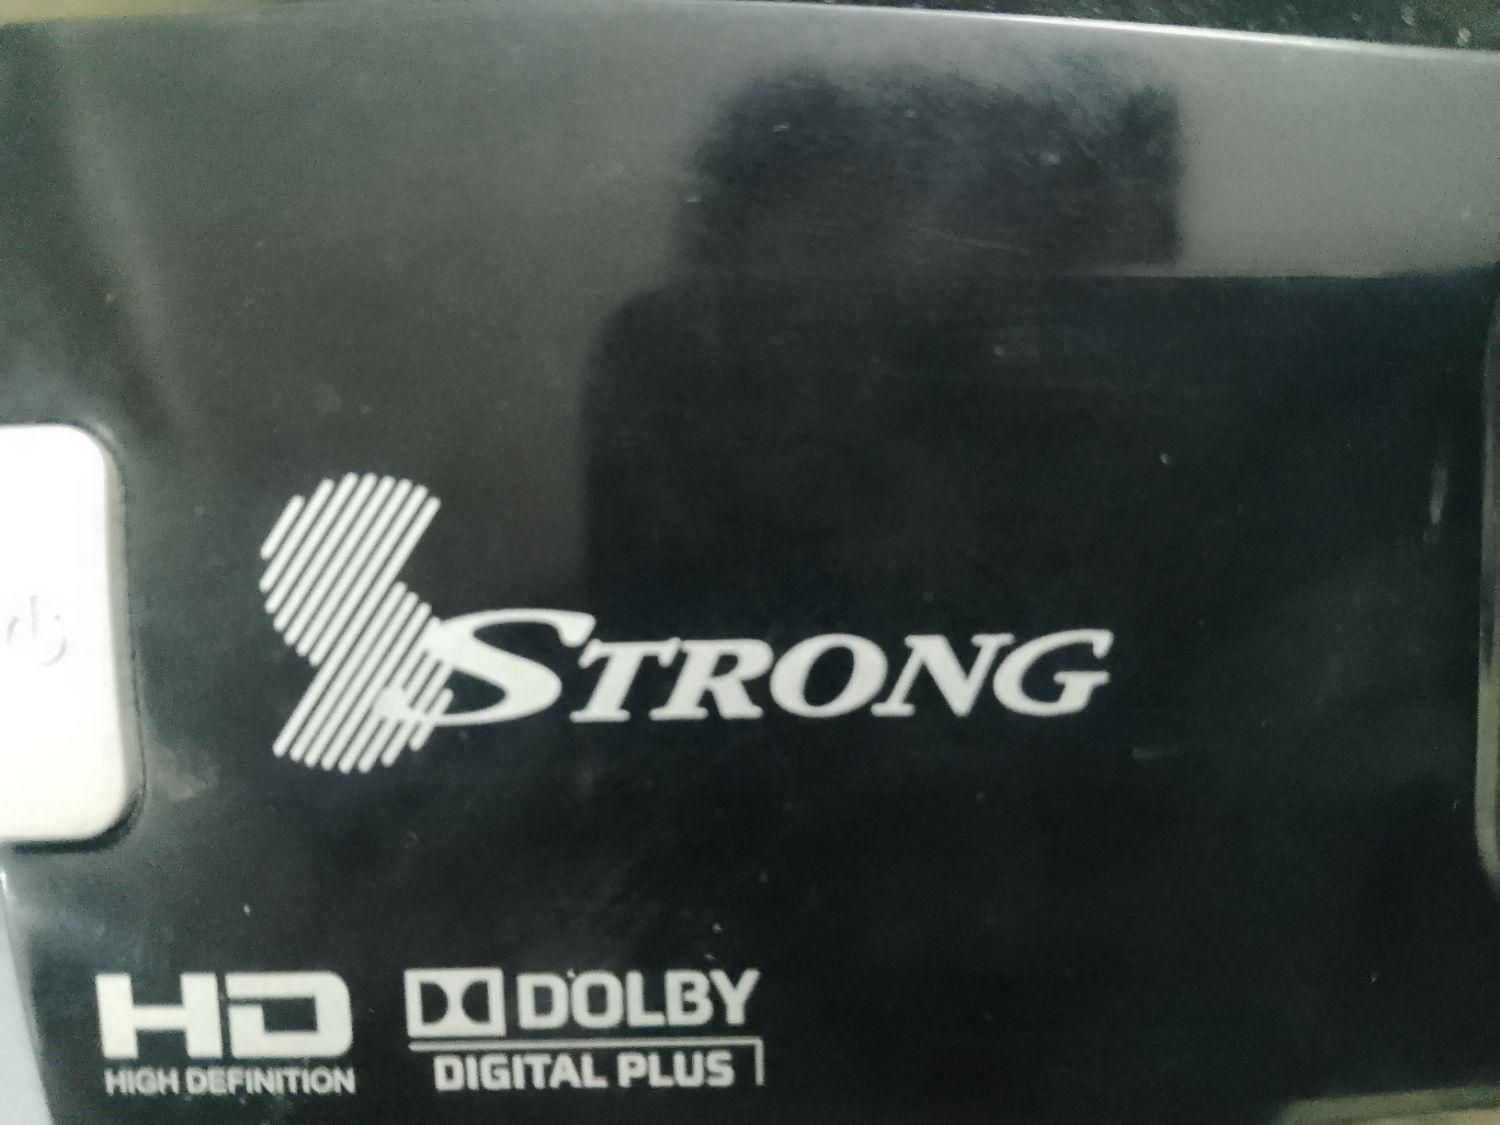 STRONG
HD DOLBY
HIGH DEFINITION DIGITAL PLUS